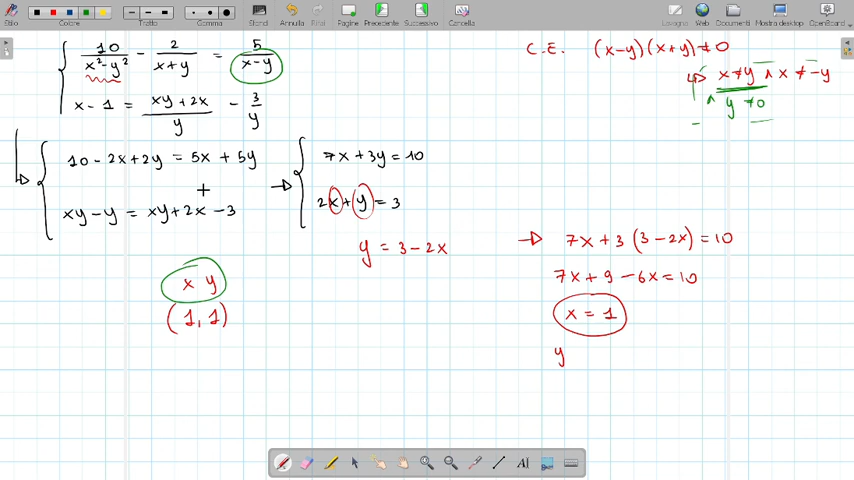 Stilo
Colore
Tratto
Gamma
Standi
Annulla
Pagine
Precedente
Successivo
Cancella
Lavagna
Web
Documenti
Mostra desktop
OpenBoard
10/(x²-y²) - 2/(x+y) = 5/(x-y)
x - 1 = (xy+2x)/y - 3/y
C.E. (x-y)(x+y) ≠ 0
x≠y ∧ x ≠ -y
∧ y ≠ 0
10 - 2x + 2y = 5x + 5y
xy - y = xy + 2x - 3
7x + 3y = 10
2x + y = 3
y = 3 - 2x
x y
(1, 1)
7x + 3(3 - 2x) = 10
7x + 9 - 6x = 10
x = 1
y